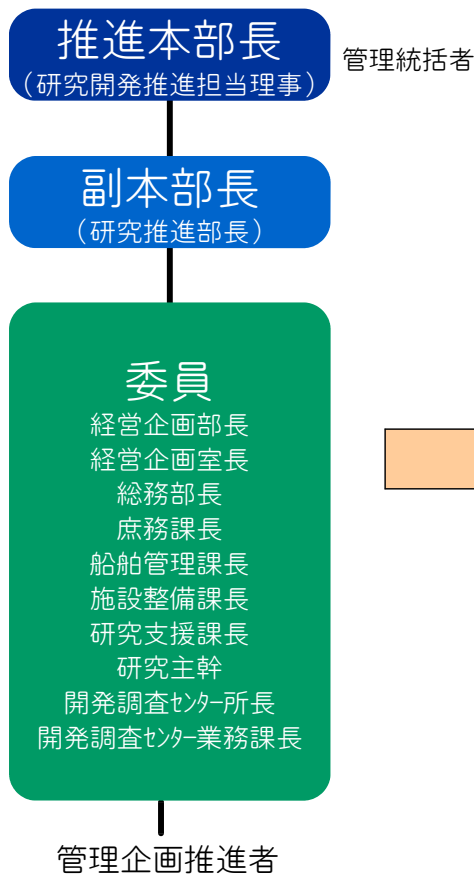 推進本部長
(研究開発推進担当理事)
管理統括者
副本部長
(研究推進部長)
委員
経営企画部長
経営企画室長
総務部長
庶務課長
船舶管理課長
施設整備課長
研究支援課長
研究主幹
開発調査ｾﾝﾀｰ所長
開発調査ｾﾝﾀｰ業務課長
管理企画推進者